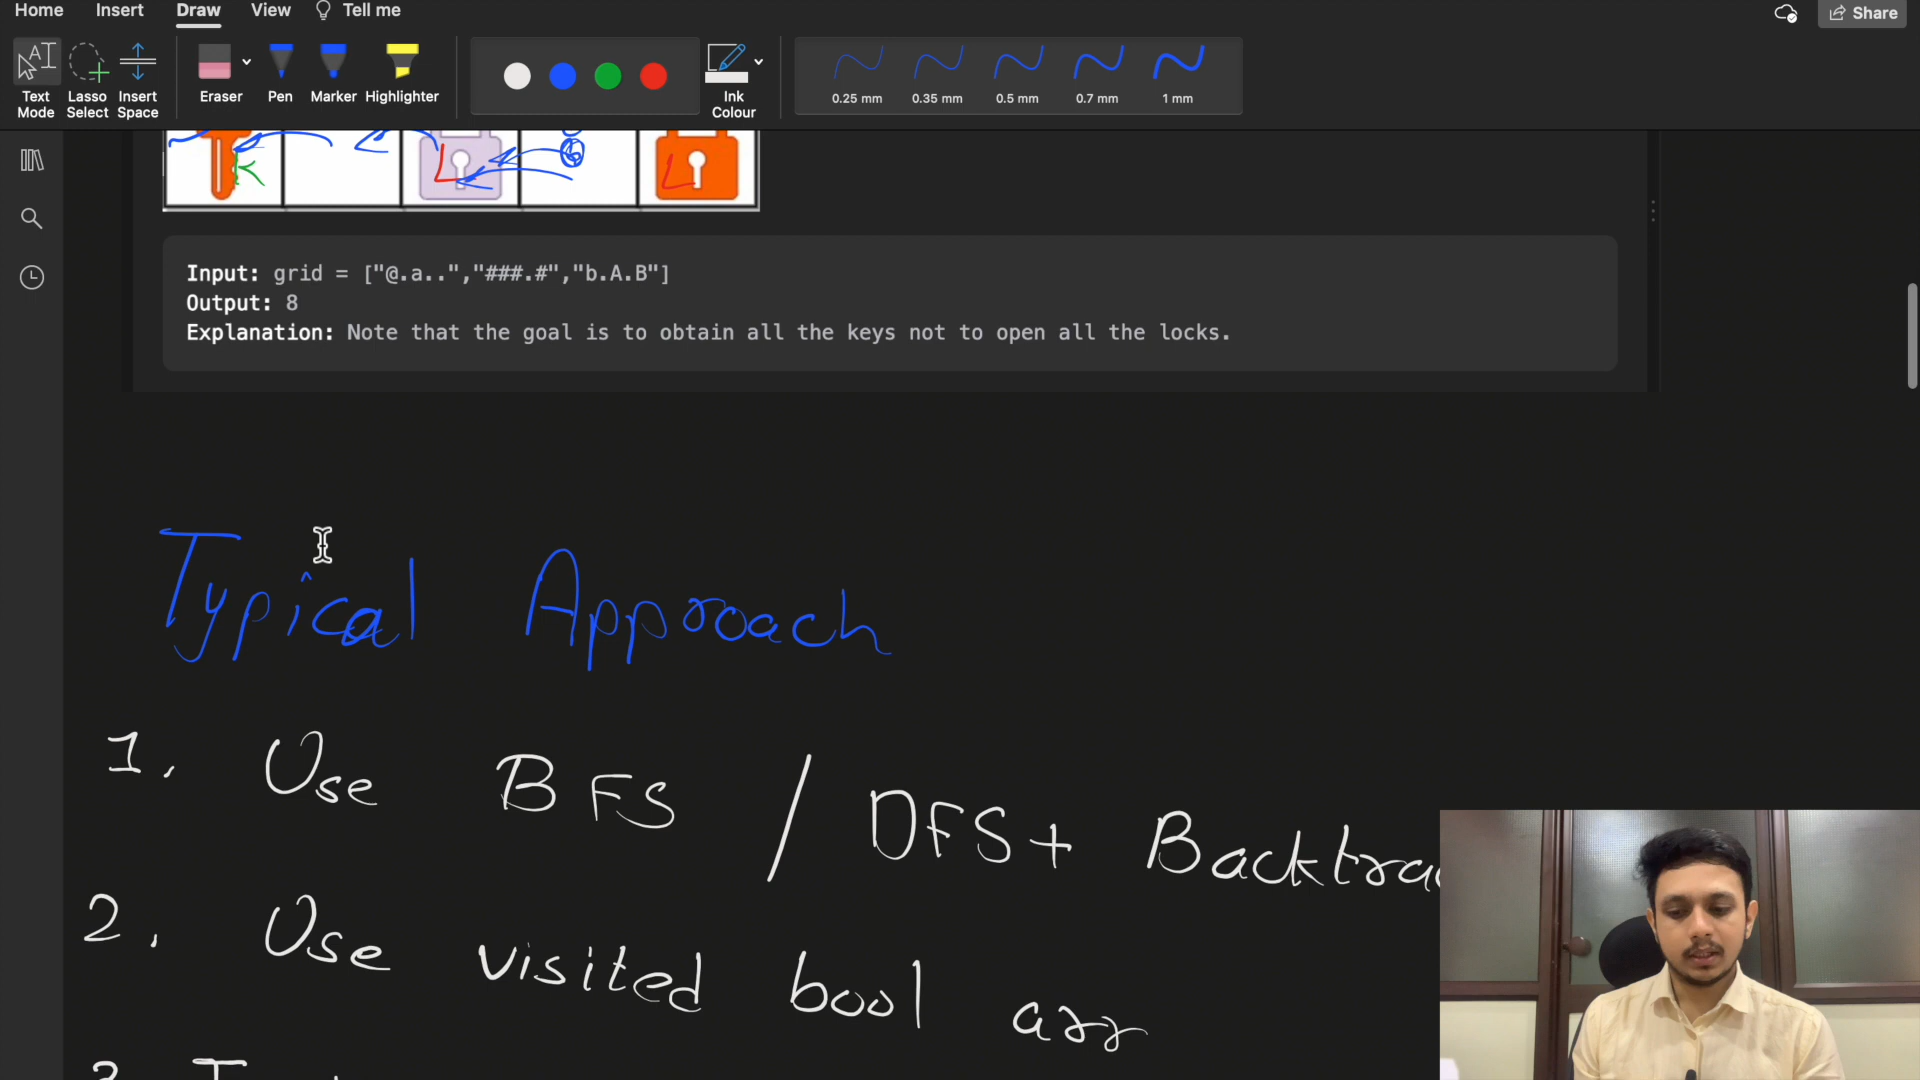 Home Insert Draw View Tell me Share
Text Mode Lasso Select Insert Space Eraser Pen Marker Highlighter Ink Colour 0.25 mm 0.35 mm 0.5 mm 0.7 mm 1 mm
Input: grid = ["@.a..","###.#","b.A.B"]
Output: 8
Explanation: Note that the goal is to obtain all the keys not to open all the locks.
Typical Approach
1. Use BFS / DFS+ Backtra
2. Use visited bool arr